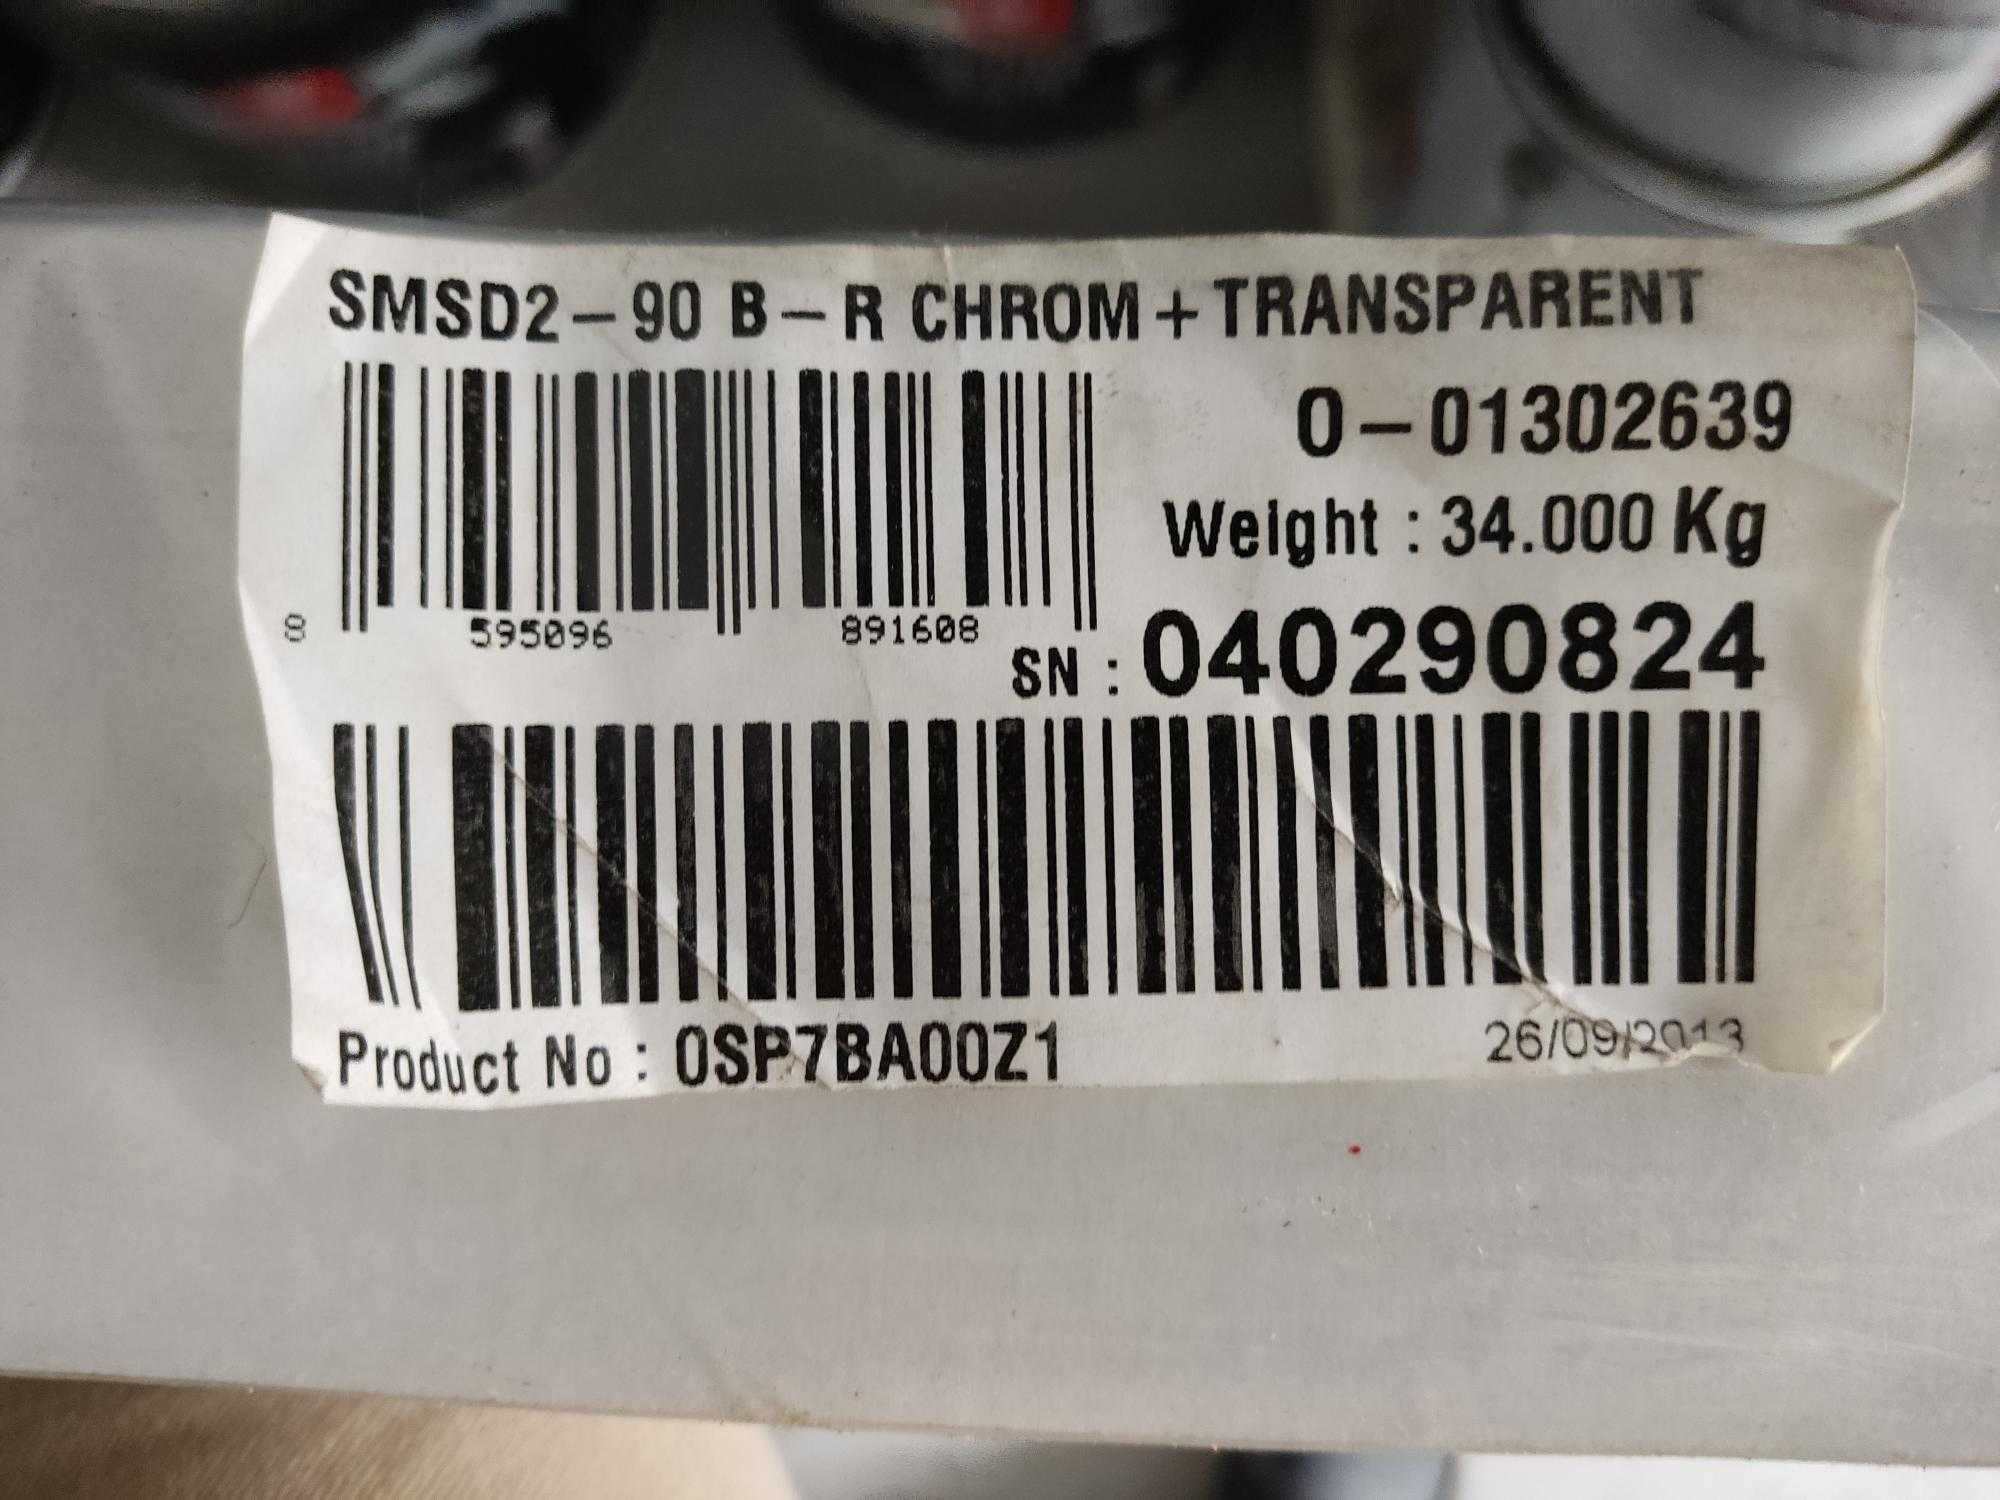 SMSD2-90 B-R CHROM+TRANSPARENT
0-01302639
Weight : 34.000 Kg
8 595096 891608
SN : 040290824
Product No : 0SP7BA00Z1
26/09/2013